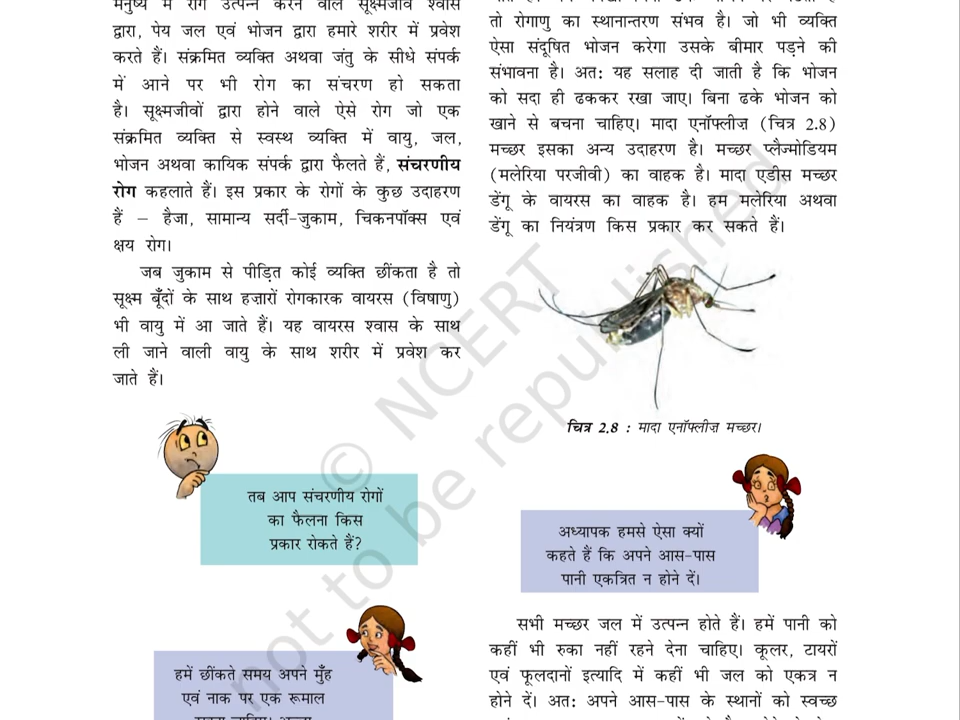 मनुष्य में रोग उत्पन्न करने वाले सूक्ष्मजीव श्वास
द्वारा, पेय जल एवं भोजन द्वारा हमारे शरीर में प्रवेश
करते हैं। संक्रमित व्यक्ति अथवा जंतु के सीधे संपर्क
में आने पर भी रोग का संचरण हो सकता
है। सूक्ष्मजीवों द्वारा होने वाले ऐसे रोग जो एक
संक्रमित व्यक्ति से स्वस्थ व्यक्ति में वायु, जल,
भोजन अथवा कायिक संपर्क द्वारा फैलते हैं, संचरणीय
रोग कहलाते हैं। इस प्रकार के रोगों के कुछ उदाहरण
हैं – हैजा, सामान्य सर्दी-जुकाम, चिकनपॉक्स एवं
क्षय रोग।
जब जुकाम से पीड़ित कोई व्यक्ति छींकता है तो
सूक्ष्म बूँदों के साथ हज़ारों रोगकारक वायरस (विषाणु)
भी वायु में आ जाते हैं। यह वायरस श्वास के साथ
ली जाने वाली वायु के साथ शरीर में प्रवेश कर
जाते हैं।
तब आप संचरणीय रोगों
का फैलना किस
प्रकार रोकते हैं?
हमें छींकते समय अपने मुँह
एवं नाक पर एक रूमाल
तो रोगाणु का स्थानान्तरण संभव है। जो भी व्यक्ति
ऐसा संदूषित भोजन करेगा उसके बीमार पड़ने की
संभावना है। अतः यह सलाह दी जाती है कि भोजन
को सदा ही ढककर रखा जाए। बिना ढके भोजन को
खाने से बचना चाहिए। मादा एनॉफ्लीज़ (चित्र 2.8)
मच्छर इसका अन्य उदाहरण है। मच्छर प्लैज्मोडियम
(मलेरिया परजीवी) का वाहक है। मादा एडीस मच्छर
डेंगू के वायरस का वाहक है। हम मलेरिया अथवा
डेंगू का नियंत्रण किस प्रकार कर सकते हैं।
चित्र 2.8 : मादा एनॉफ्लीज़ मच्छर।
अध्यापक हमसे ऐसा क्यों
कहते हैं कि अपने आस-पास
पानी एकत्रित न होने दें।
सभी मच्छर जल में उत्पन्न होते हैं। हमें पानी को
कहीं भी रुका नहीं रहने देना चाहिए। कूलर, टायरों
एवं फूलदानों इत्यादि में कहीं भी जल को एकत्र न
होने दें। अतः अपने आस-पास के स्थानों को स्वच्छ
© NCERT
not to be republished